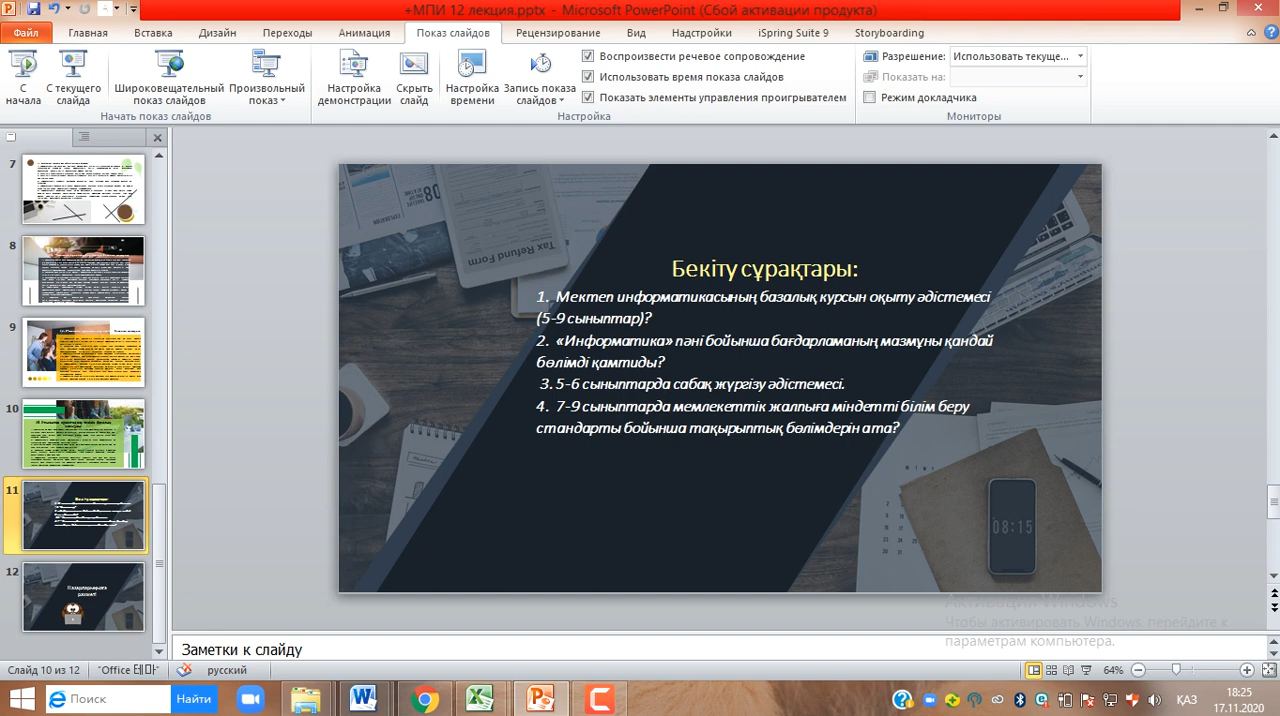 +МПИ 12 лекция.pptx - Microsoft PowerPoint (Сбой активации продукта)
Файл Главная Вставка Дизайн Переходы Анимация Показ слайдов Рецензирование Вид Надстройки iSpring Suite 9 Storyboarding
С начала
С текущего слайда
Широковещательный показ слайдов
Произвольный показ
Начать показ слайдов
Настройка демонстрации
Скрыть слайд
Настройка времени
Запись показа слайдов
Воспроизвести речевое сопровождение
Использовать время показа слайдов
Показать элементы управления проигрывателем
Настройка
Разрешение: Использовать текуще...
Показать на:
Режим докладчика
Мониторы
7
8
9
10
11
12
Tax Refund Form
Бекіту сұрақтары:
1. Мектеп информатикасының базалық курсын оқыту әдістемесі
(5-9 сыныптар)?
2. «Информатика» пәні бойынша бағдарламаның мазмұны қандай
бөлімді қамтиды?
3. 5-6 сыныптарда сабақ жүргізу әдістемесі.
4. 7-9 сыныптарда мемлекеттік жалпыға міндетті білім беру
стандарты бойынша тақырыптық бөлімдерін ата?
08:15
Активация Windows
Чтобы активировать Windows, перейдите к
параметрам компьютера.
Заметки к слайду
Слайд 10 из 12 русский 64%
Поиск Найти
ҚАЗ 18:25
17.11.2020